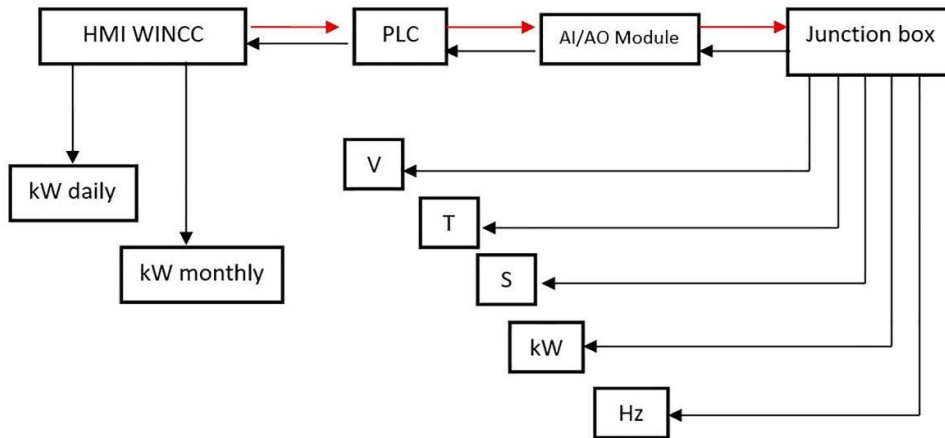 HMI WINCC
PLC
AI/AO Module
Junction box
V
kW daily
T
kW monthly
S
kW
Hz